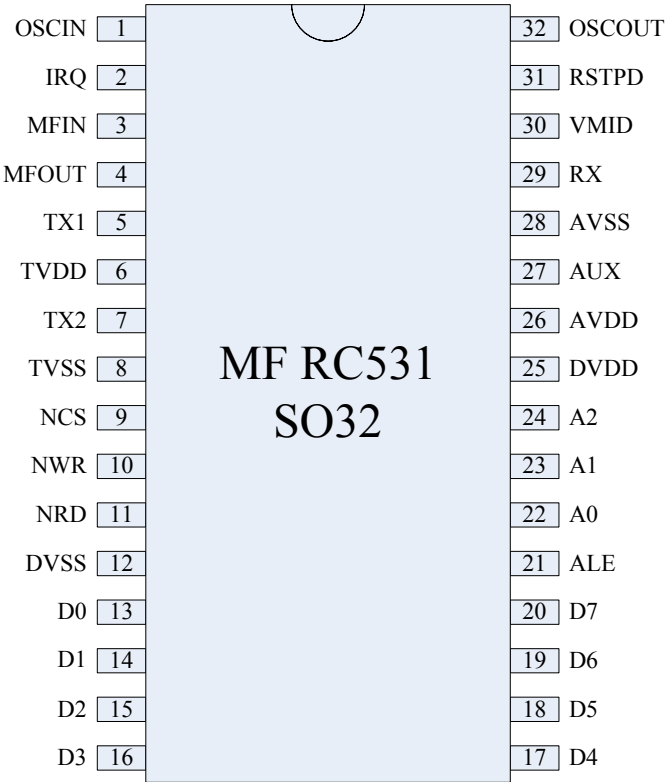 OSCIN 1 32 OSCOUT
IRQ 2 31 RSTPD
MFIN 3 30 VMID
MFOUT 4 29 RX
TX1 5 28 AVSS
TVDD 6 27 AUX
TX2 7 26 AVDD
TVSS 8 25 DVDD
MF RC531
SO32
NCS 9 24 A2
NWR 10 23 A1
NRD 11 22 A0
DVSS 12 21 ALE
D0 13 20 D7
D1 14 19 D6
D2 15 18 D5
D3 16 17 D4